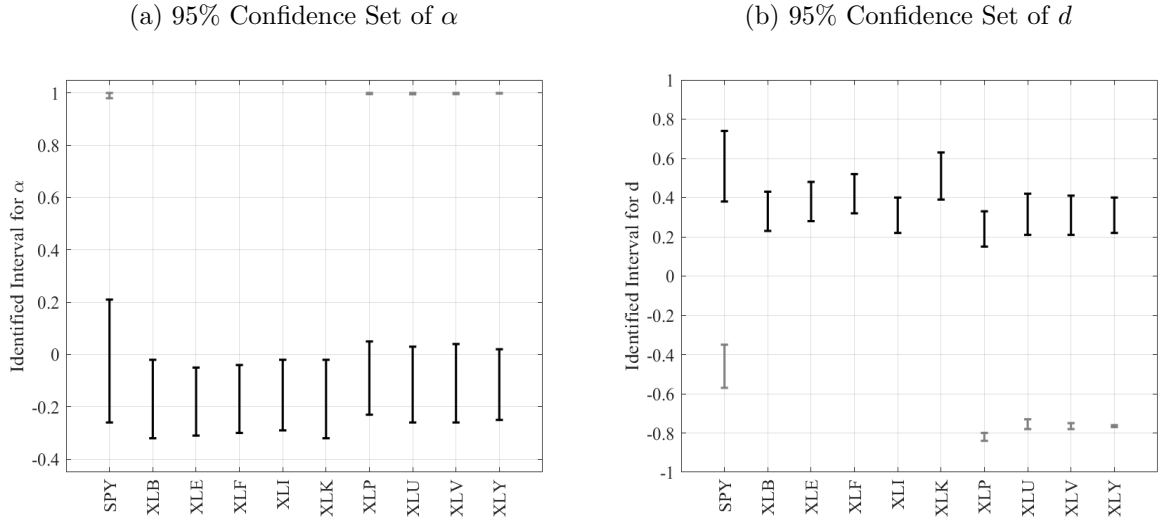 (a) 95% Confidence Set of α
(b) 95% Confidence Set of d
Identified Interval for α
1
0.8
0.6
0.4
0.2
0
-0.2
-0.4
SPY
XLB
XLE
XLF
XLI
XLK
XLP
XLU
XLV
XLY
Identified Interval for d
1
0.8
0.6
0.4
0.2
0
-0.2
-0.4
-0.6
-0.8
-1
SPY
XLB
XLE
XLF
XLI
XLK
XLP
XLU
XLV
XLY